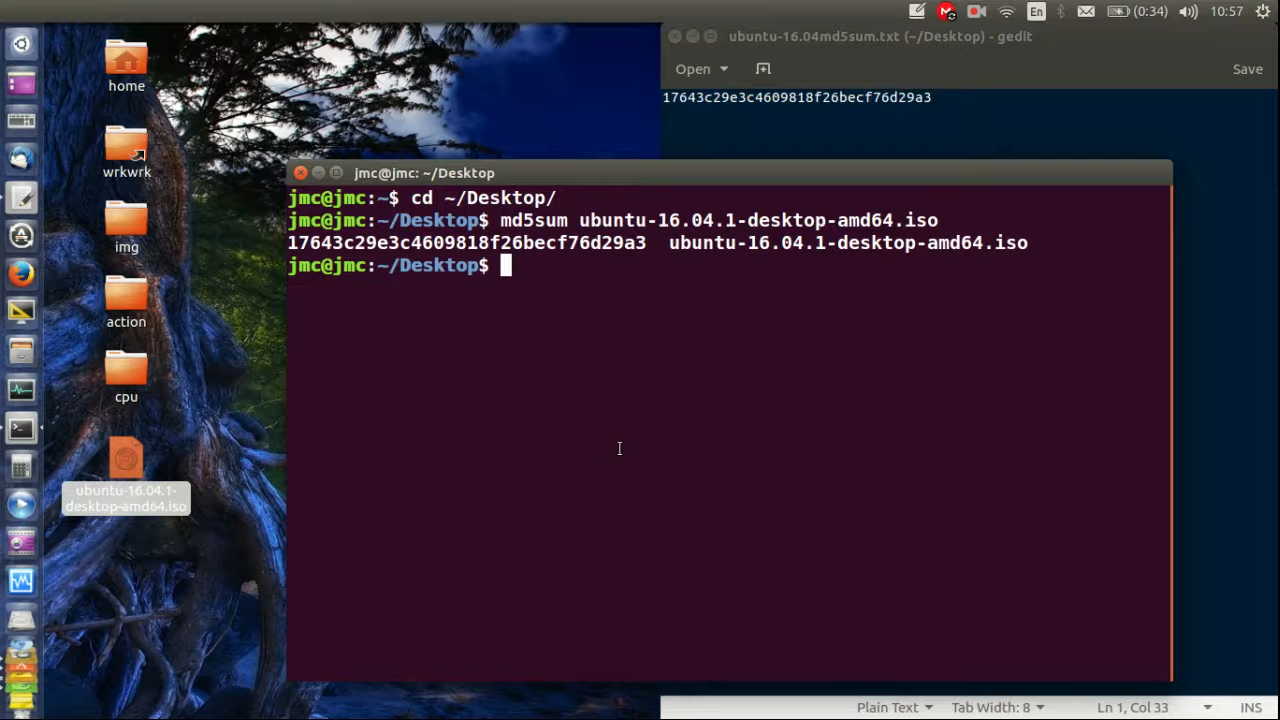 En
(0:34)
10:57
ubuntu-16.04md5sum.txt (~/Desktop) - gedit
Open
Save
17643c29e3c4609818f26becf76d29a3
home
wrkwrk
img
action
cpu
ubuntu-16.04.1-
desktop-amd64.iso
jmc@jmc: ~/Desktop
jmc@jmc:~$ cd ~/Desktop/
jmc@jmc:~/Desktop$ md5sum ubuntu-16.04.1-desktop-amd64.iso
17643c29e3c4609818f26becf76d29a3  ubuntu-16.04.1-desktop-amd64.iso
jmc@jmc:~/Desktop$
Plain Text
Tab Width: 8
Ln 1, Col 33
INS